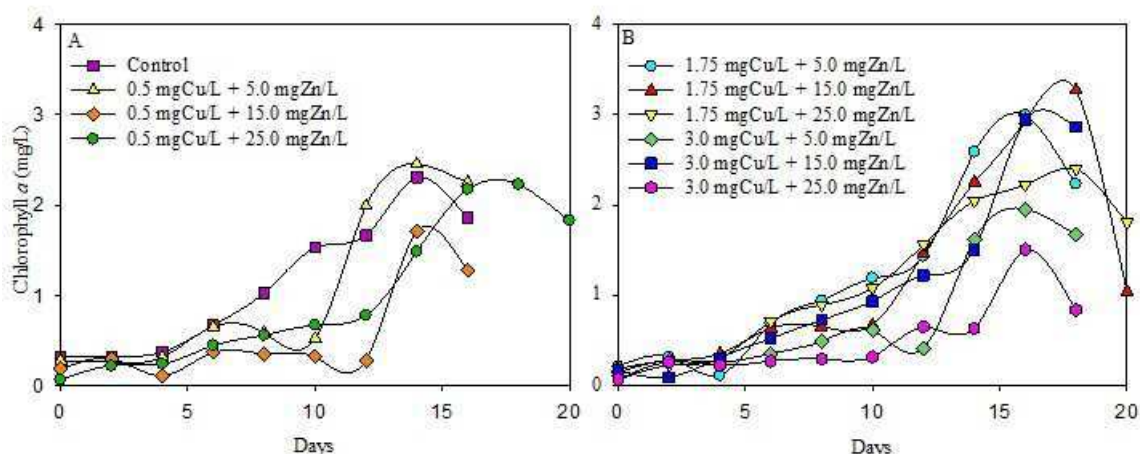 A
Control
0.5 mgCu/L + 5.0 mgZn/L
0.5 mgCu/L + 15.0 mgZn/L
0.5 mgCu/L + 25.0 mgZn/L
Chlorophyll a (mg/L)
4
3
2
1
0
0
5
10
15
20
Days
B
1.75 mgCu/L + 5.0 mgZn/L
1.75 mgCu/L + 15.0 mgZn/L
1.75 mgCu/L + 25.0 mgZn/L
3.0 mgCu/L + 5.0 mgZn/L
3.0 mgCu/L + 15.0 mgZn/L
3.0 mgCu/L + 25.0 mgZn/L
4
3
2
1
0
0
5
10
15
20
Days